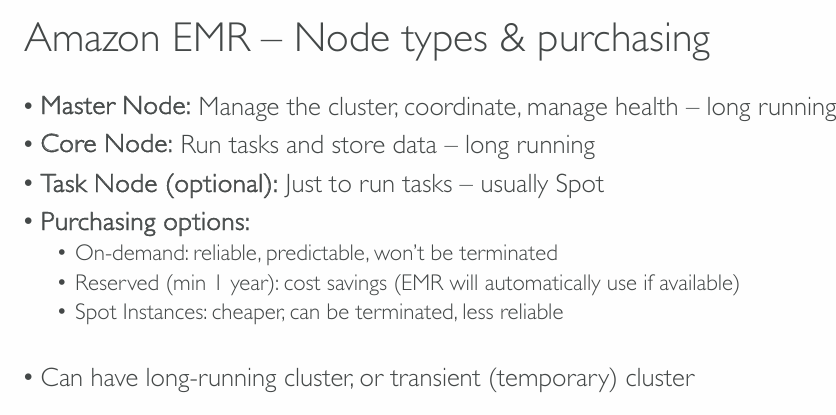 Amazon EMR – Node types & purchasing
• Master Node: Manage the cluster, coordinate, manage health – long running
• Core Node: Run tasks and store data – long running
• Task Node (optional): Just to run tasks – usually Spot
• Purchasing options:
• On-demand: reliable, predictable, won't be terminated
• Reserved (min 1 year): cost savings (EMR will automatically use if available)
• Spot Instances: cheaper, can be terminated, less reliable
• Can have long-running cluster, or transient (temporary) cluster